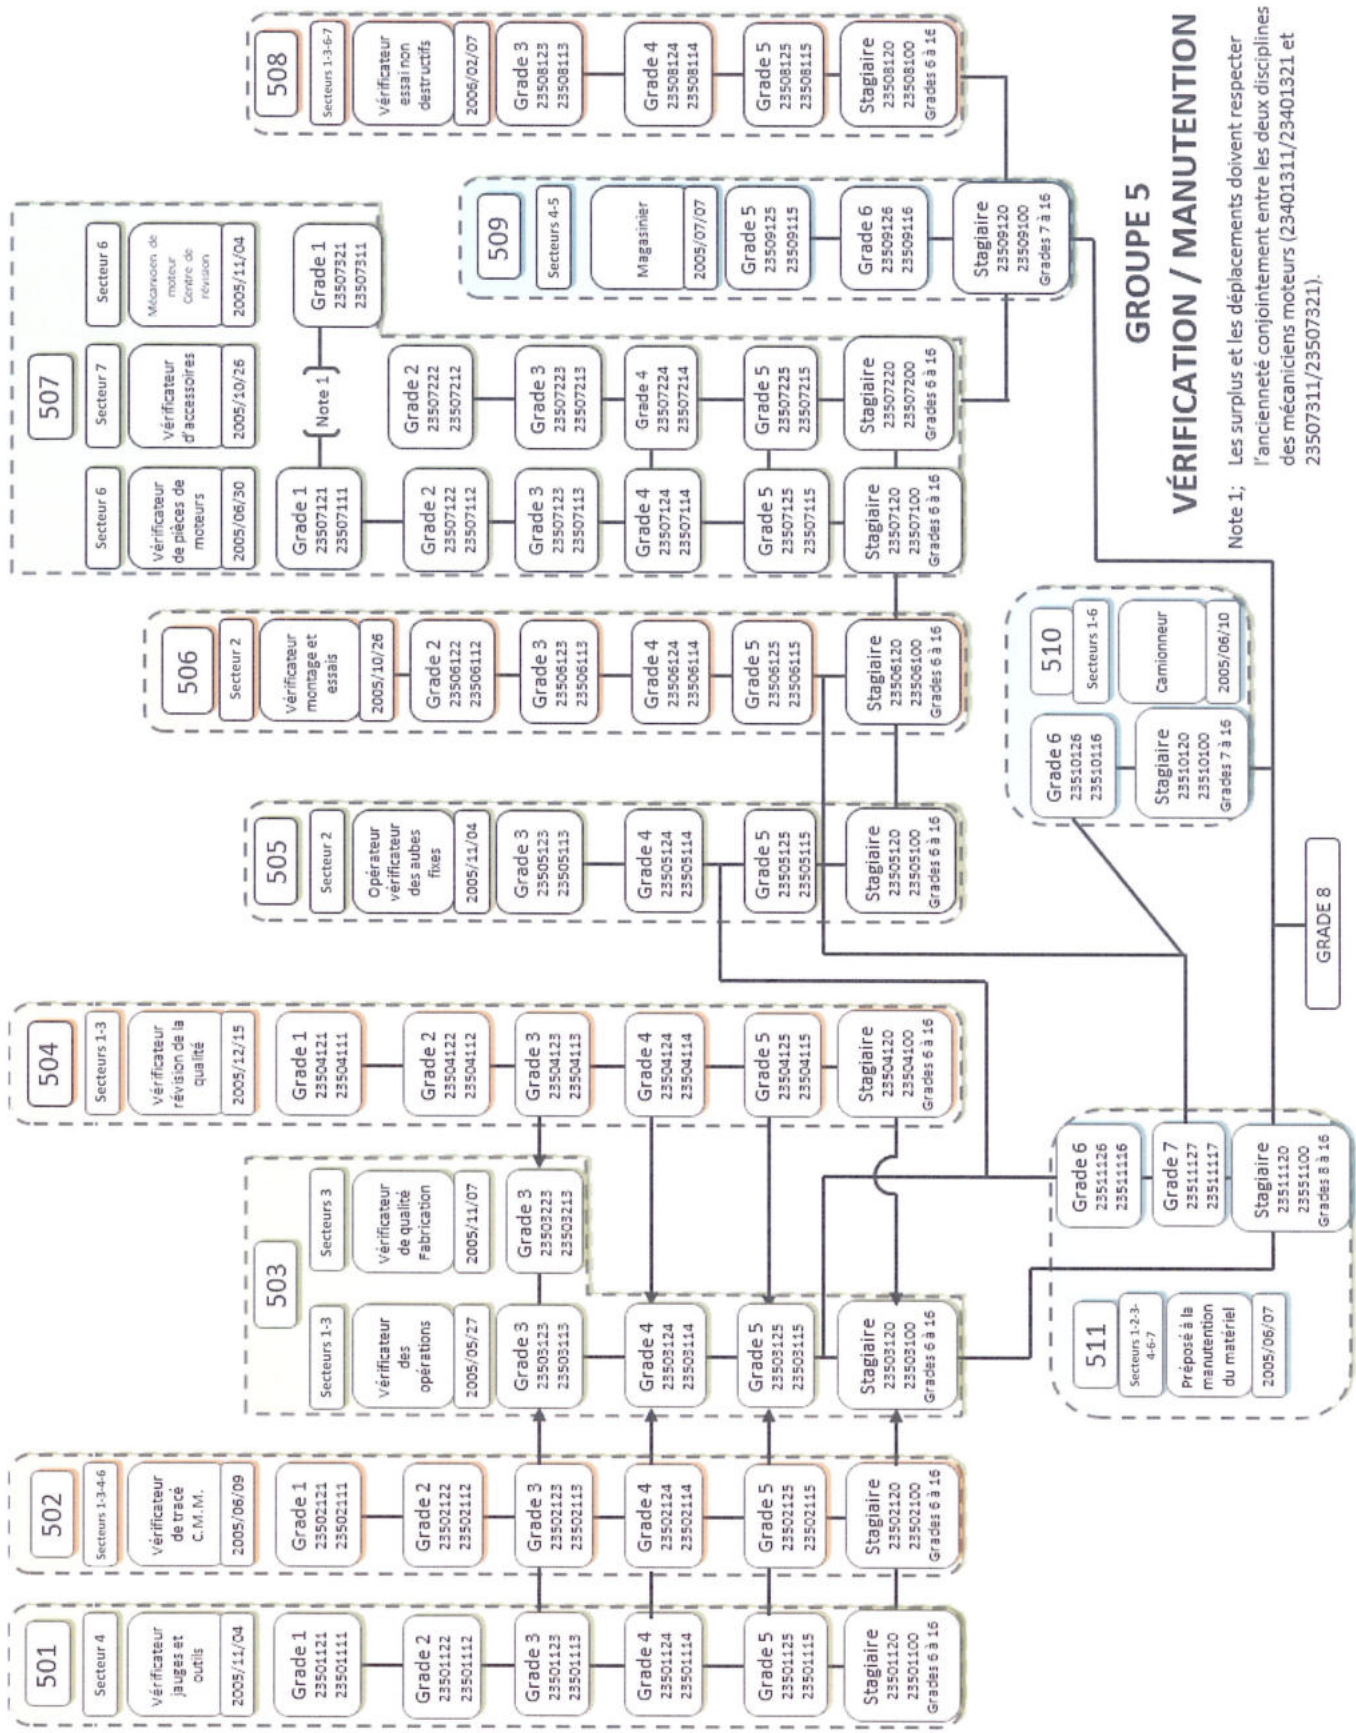 501
Secteur 4
Vérificateur
jauges et
outils
2005/11/04
Grade 1
23501121
23501111
Grade 2
23501122
23501112
Grade 3
23501123
23501113
Grade 4
23501124
23501114
Grade 5
23501125
23501115
Stagiaire
23501120
23501100
Grades 6 à 16
502
Secteurs 1-3-4-6
Vérificateur
de tracé
C.M.M.
2005/06/09
Grade 1
23502121
23502111
Grade 2
23502122
23502112
Grade 3
23502123
23502113
Grade 4
23502124
23502114
Grade 5
23502125
23502115
Stagiaire
23502120
23502100
Grades 6 à 16
503
Secteurs 1-3
Vérificateur
des
opérations
2005/05/27
Grade 3
23503123
23503113
Grade 4
23503124
23503114
Grade 5
23503125
23503115
Stagiaire
23503120
23503100
Grades 6 à 16
Secteurs 3
Vérificateur
de qualité
Fabrication
2005/11/07
Grade 3
23503223
23503213
504
Secteurs 1-3
Vérificateur
révision de la
qualité
2005/12/15
Grade 1
23504121
23504111
Grade 2
23504122
23504112
Grade 3
23504123
23504113
Grade 4
23504124
23504114
Grade 5
23504125
23504115
Stagiaire
23504120
23504100
Grades 6 à 16
505
Secteur 2
Opérateur
vérificateur
des aubes
fixes
2005/11/04
Grade 3
23505123
23505113
Grade 4
23505124
23505114
Grade 5
23505125
23505115
Stagiaire
23505120
23505100
Grades 6 à 16
506
Secteur 2
Vérificateur
montage et
essais
2005/10/26
Grade 2
23506122
23506112
Grade 3
23506123
23506113
Grade 4
23506124
23506114
Grade 5
23506125
23506115
Stagiaire
23506120
23506100
Grades 6 à 16
507
Secteur 6
Vérificateur
de pièces de
moteurs
2005/06/30
Grade 1
23507121
23507111
Grade 2
23507122
23507112
Grade 3
23507123
23507113
Grade 4
23507124
23507114
Grade 5
23507125
23507115
Stagiaire
23507120
23507100
Grades 6 à 16
Secteur 7
Vérificateur
d'accessoires
2005/10/26
Note 1
Grade 2
23507222
23507212
Grade 3
23507223
23507213
Grade 4
23507224
23507214
Grade 5
23507225
23507215
Stagiaire
23507220
23507200
Grades 6 à 16
Secteur 6
Mécanicien de
moteur
Centre de
révision
2005/11/04
Grade 1
23507321
23507311
508
Secteurs 1-3-6-7
Vérificateur
essai non
destructifs
2006/02/07
Grade 3
23508123
23508113
Grade 4
23508124
23508114
Grade 5
23508125
23508115
Stagiaire
23508120
23508100
Grades 6 à 16
509
Secteurs 4-5
Magasinier
2005/07/07
Grade 5
23509125
23509115
Grade 6
23509126
23509116
Stagiaire
23509120
23509100
Grades 7 à 16
510
Secteurs 1-6
Camionneur
2005/06/10
Grade 6
23510126
23510116
Stagiaire
23510120
23510100
Grades 7 à 16
511
Secteurs 1-2-3-
4-6-7
Préposé à la
manutention
du matériel
2005/06/07
Grade 6
23511126
23511116
Grade 7
23511127
23511117
Stagiaire
23511120
23551100
Grades 8 à 16
GRADE 8
GROUPE 5
VÉRIFICATION / MANUTENTION
Note 1; Les surplus et les déplacements doivent respecter
l'ancienneté conjointement entre les deux disciplines
des mécaniciens moteurs (23401311/23401321 et
23507311/23507321).